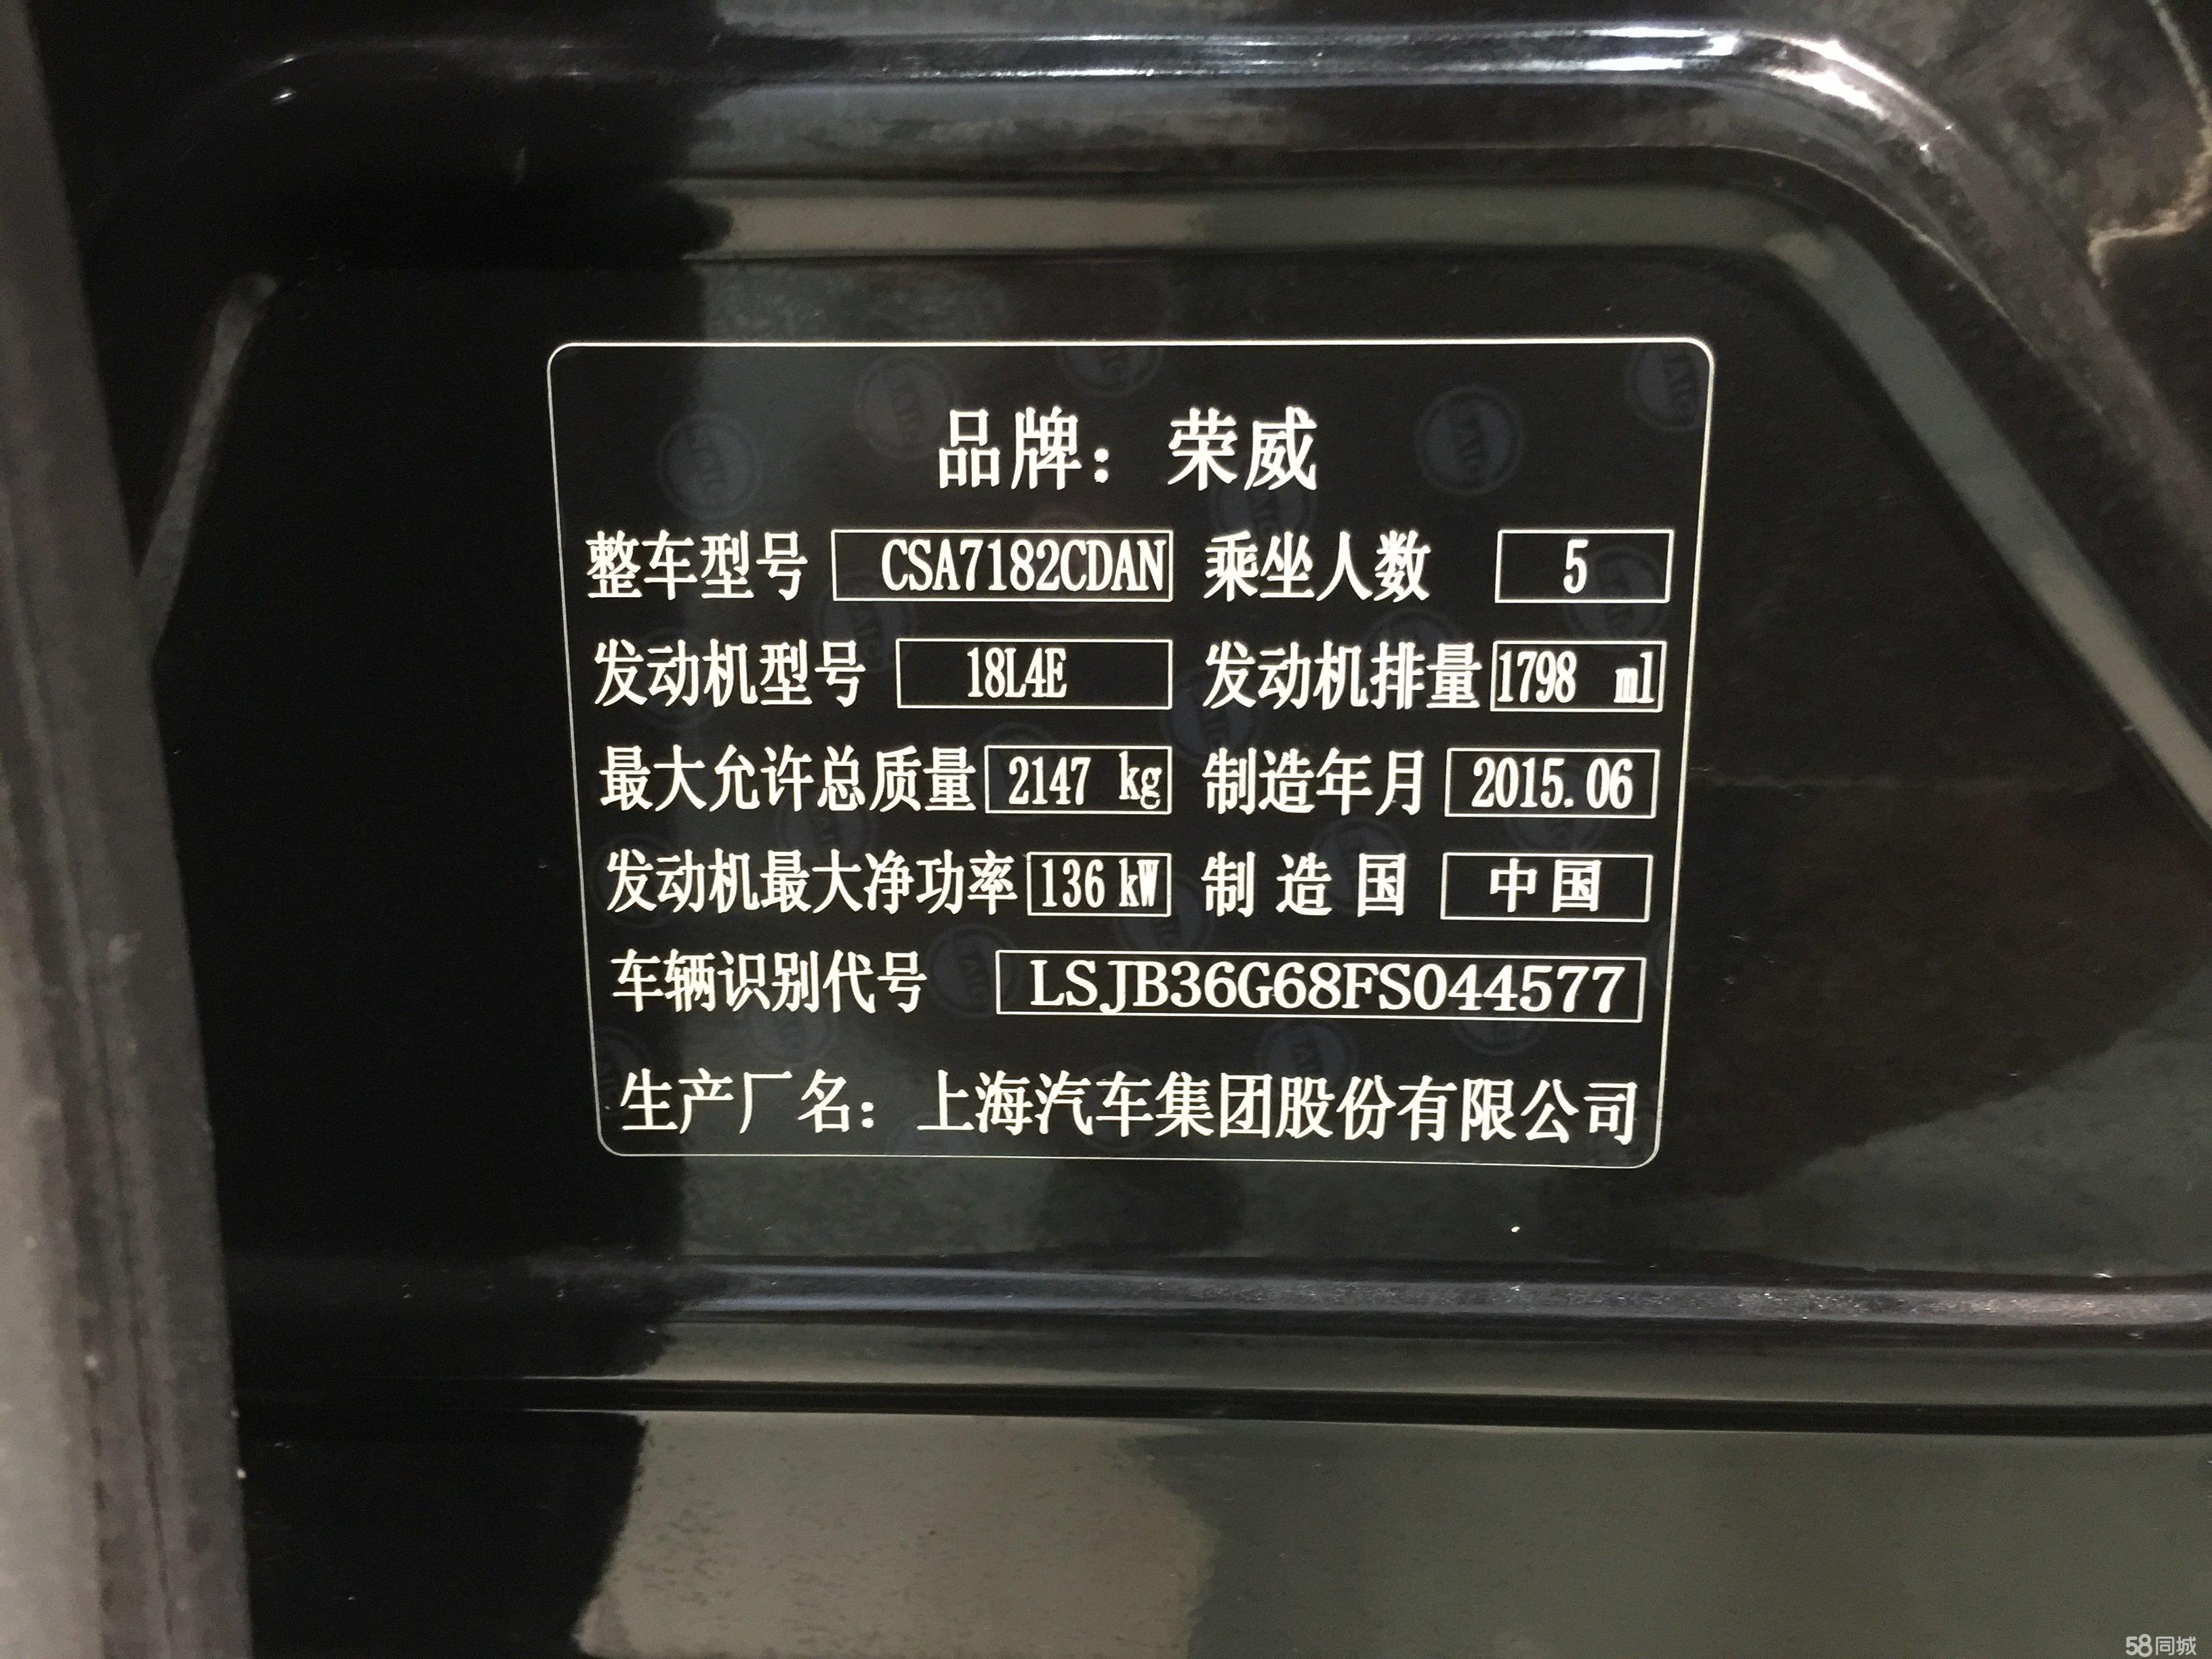 品牌：荣威
整车型号 CSA7182CDAN 乘坐人数 5
发动机型号 18L4E 发动机排量 1798 ml
最大允许总质量 2147 kg 制造年月 2015.06
发动机最大净功率 136 kW 制造国 中国
车辆识别代号 LSJB36G68FS044577
生产厂名：上海汽车集团股份有限公司
58同城